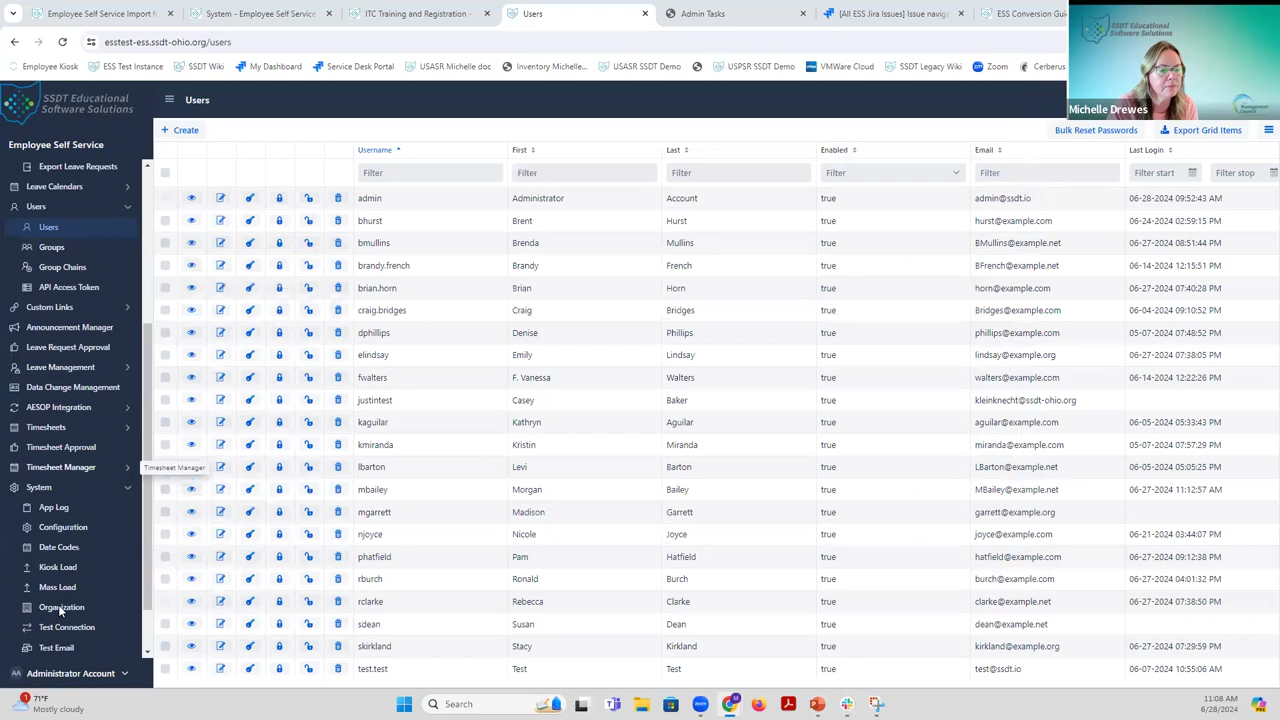 SSDT Employee Self Service Import f
System - Employee Self Service
ITC Training and Registration -
Users
Admin Tasks
[All ESS Jira Issues] Issue navig
ESS Conversion Gui
esstest-ess.ssdt-ohio.org/users
Employee Kiosk
ESS Test Instance
SSDT Wiki
My Dashboard
Service Desk Portal
USASR Michelle doc
Inventory Michelle...
USASR SSDT Demo
USPSR SSDT Demo
VMWare Cloud
SSDT Legacy Wiki
Zoom
Cerberus
SSDT Educational
Software Solutions
Michelle Drewes
SSDT Educational
Software Solutions
Users
Create
Bulk Reset Passwords
Export Grid Items
Employee Self Service
Export Leave Requests
Leave Calendars
Users
Users
Groups
Group Chains
API Access Token
Custom Links
Announcement Manager
Leave Request Approval
Leave Management
Data Change Management
AESOP Integration
Timesheets
Timesheet Approval
Timesheet Manager
Timesheet Manager
System
App Log
Configuration
Date Codes
Kiosk Load
Mass Load
Organization
Test Connection
Test Email
AA Administrator Account
Username First Last Enabled Email Last Login
Filter Filter Filter Filter Filter Filter start Filter stop
admin Administrator Account true admin@ssdt.io 06-28-2024 09:52:43 AM
bhurst Brent Hurst true hurst@example.com 06-24-2024 02:59:15 PM
bmullins Brenda Mullins true BMullins@example.net 06-27-2024 08:51:44 PM
brandy.french Brandy French true BFrench@example.net 06-14-2024 12:15:51 PM
brian.horn Brian Horn true horn@example.com 06-27-2024 07:40:28 PM
craig.bridges Craig Bridges true Bridges@example.com 06-04-2024 09:10:52 PM
dphillips Denise Phillips true phillips@example.com 05-07-2024 07:48:52 PM
elindsay Emily Lindsay true lindsay@example.org 06-27-2024 07:38:05 PM
fwalters F. Vanessa Walters true walters@example.com 06-14-2024 12:22:26 PM
justintest Casey Baker true kleinknecht@ssdt-ohio.org
kaguilar Kathryn Aguilar true aguilar@example.com 06-05-2024 05:33:43 PM
kmiranda Kristin Miranda true miranda@example.com 05-07-2024 07:57:29 PM
lbarton Levi Barton true LBarton@example.net 06-05-2024 05:05:25 PM
mbailey Morgan Bailey true MBailey@example.net 06-27-2024 11:12:57 AM
mgarrett Madison Garrett true garrett@example.org
njoyce Nicole Joyce true joyce@example.com 06-21-2024 03:44:07 PM
phatfield Pam Hatfield true hatfield@example.com 06-27-2024 09:12:38 PM
rburch Ronald Burch true burch@example.com 06-27-2024 04:01:32 PM
rclarke Rebecca Clarke true clarke@example.net 06-27-2024 07:38:50 PM
sdean Susan Dean true dean@example.net
skirkland Stacy Kirkland true kirkland@example.org 06-27-2024 07:29:59 PM
test.test Test Test true test@ssdt.io 06-07-2024 10:55:06 AM
1
71°F
Mostly cloudy
Search
11:08 AM
6/28/2024